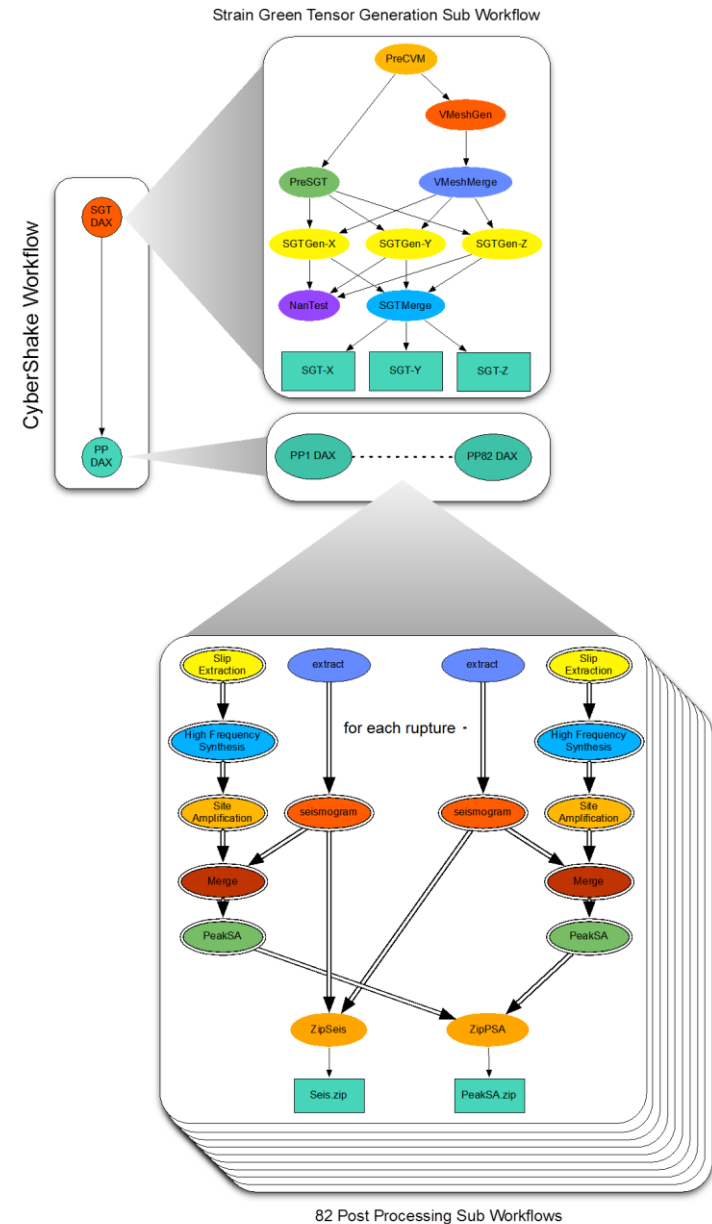 Strain Green Tensor Generation Sub Workflow
PreCVM
VMeshGen
PreSGT
VMeshMerge
SGTGen-X
SGTGen-Y
SGTGen-Z
NanTest
SGTMerge
SGT-X
SGT-Y
SGT-Z
CyberShake Workflow
SGT
DAX
PP
DAX
PP1 DAX
PP82 DAX
Slip
Extraction
extract
extract
Slip
Extraction
High Frequency
Synthesis
for each rupture -
High Frequency
Synthesis
Site
Amplification
seismogram
seismogram
Site
Amplification
Merge
Merge
PeakSA
PeakSA
ZipSeis
ZipPSA
Seis.zip
PeakSA.zip
82 Post Processing Sub Workflows